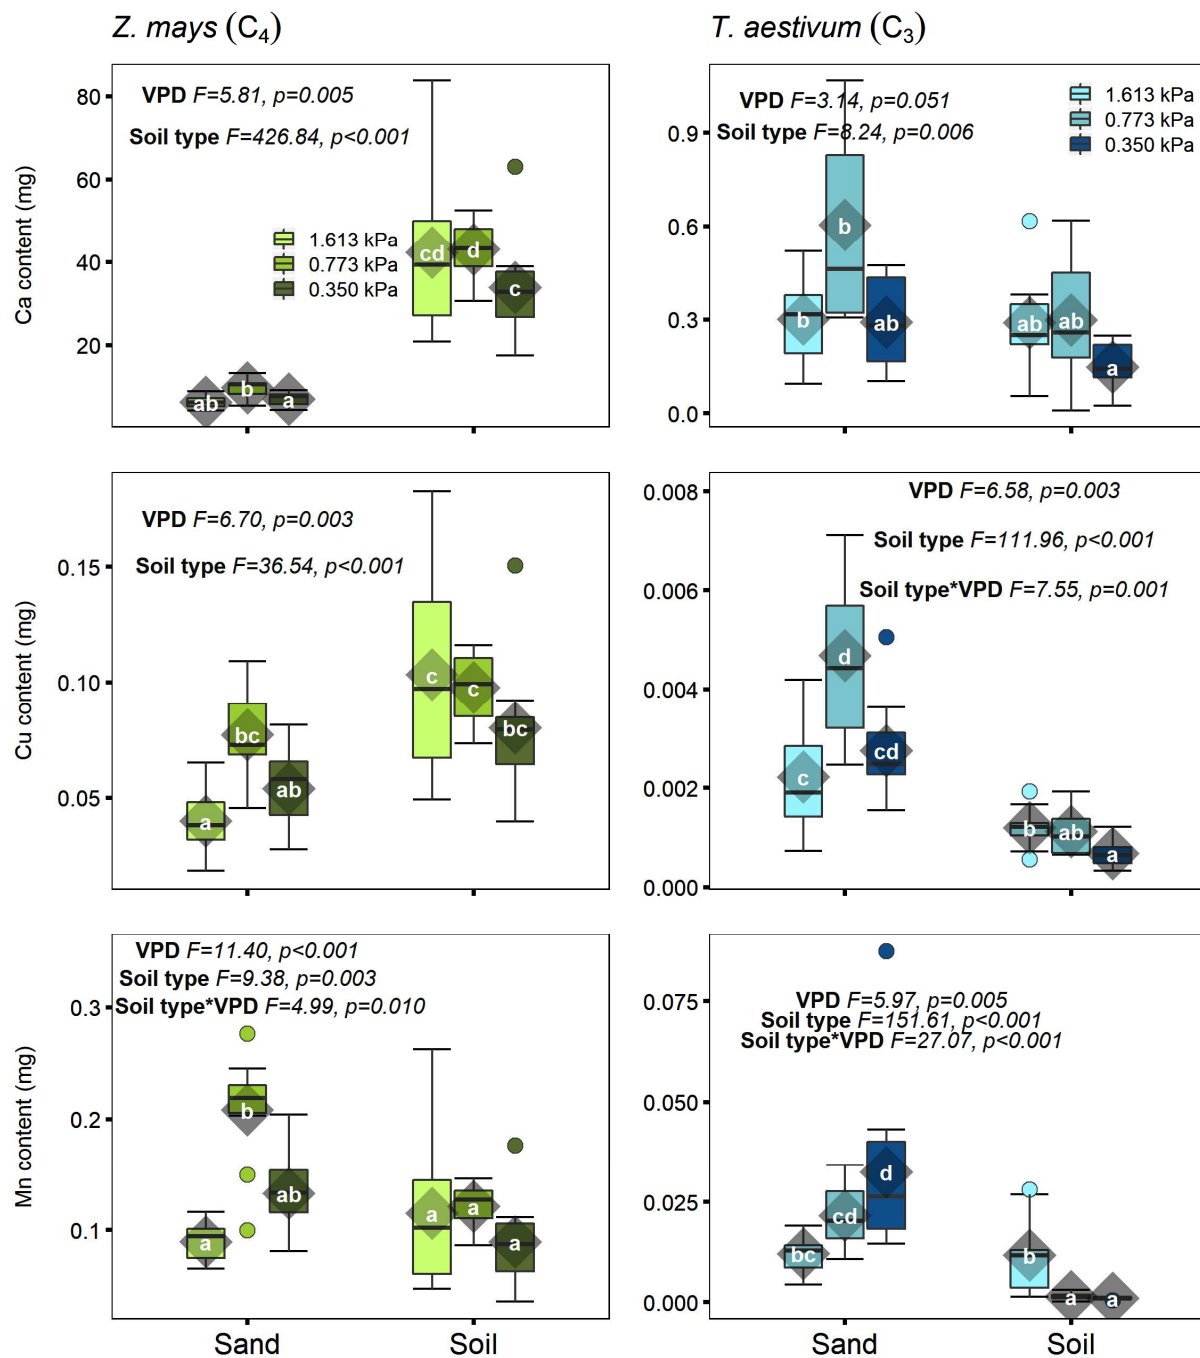 Z. mays (C4)
T. aestivum (C3)
Ca content (mg)
80
60
40
20
VPD F=5.81, p=0.005
Soil type F=426.84, p<0.001
1.613 kPa
0.773 kPa
0.350 kPa
ab
b
a
cd
d
c
0.9
0.6
0.3
0.0
VPD F=3.14, p=0.051
Soil type F=8.24, p=0.006
1.613 kPa
0.773 kPa
0.350 kPa
b
b
ab
ab
ab
a
Cu content (mg)
0.15
0.10
0.05
VPD F=6.70, p=0.003
Soil type F=36.54, p<0.001
a
bc
ab
c
c
bc
0.008
0.006
0.004
0.002
0.000
VPD F=6.58, p=0.003
Soil type F=111.96, p<0.001
Soil type*VPD F=7.55, p=0.001
c
d
cd
b
ab
a
Mn content (mg)
0.3
0.2
0.1
VPD F=11.40, p<0.001
Soil type F=9.38, p=0.003
Soil type*VPD F=4.99, p=0.010
a
b
ab
a
a
a
Sand
Soil
0.075
0.050
0.025
0.000
VPD F=5.97, p=0.005
Soil type F=151.61, p<0.001
Soil type*VPD F=27.07, p<0.001
bc
cd
d
b
a
a
Sand
Soil